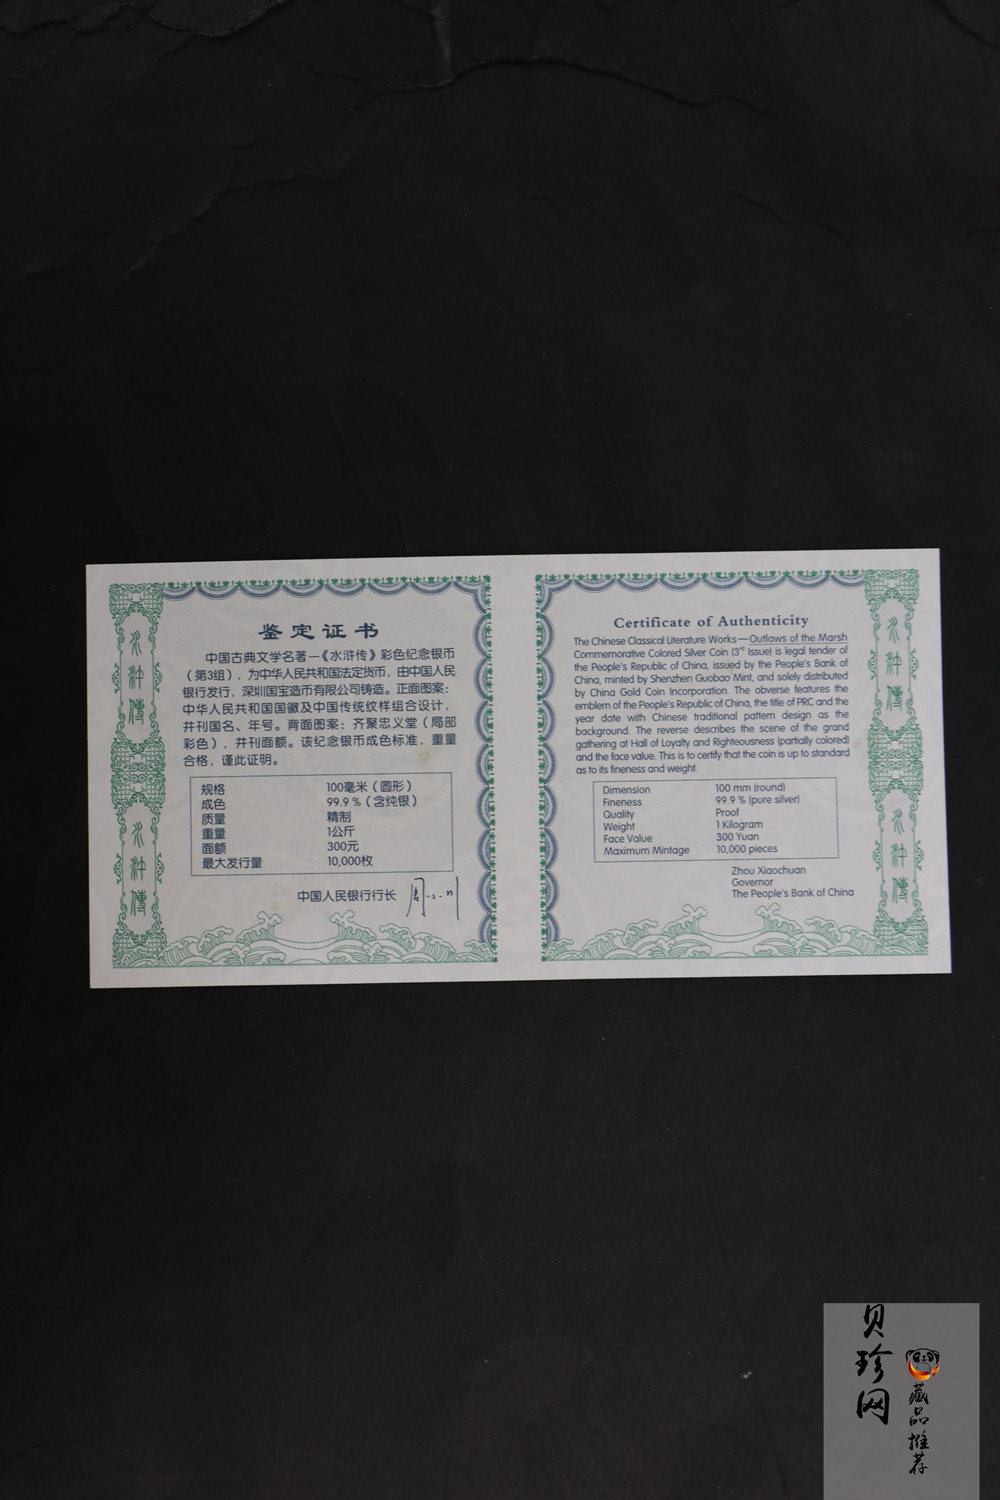 鉴定证书
中国古典文学名著—《水浒传》彩色纪念银币
（第3组），为中华人民共和国法定货币，由中国人民
银行发行，深圳国宝造币有限公司铸造。正面图案：
中华人民共和国国徽及中国传统纹样组合设计，
并刊国名、年号。背面图案：齐聚忠义堂（局部
彩色），并刊面额。该纪念银币成色标准，重量
合格，谨此证明。
规格 100毫米（圆形）
成色 99.9 %（含纯银）
质量 精制
重量 1公斤
面额 300元
最大发行量 10,000枚
中国人民银行行长
水浒傳
水浒傳
Certificate of Authenticity
The Chinese Classical Literature Works—Outlaws of the Marsh
Commemorative Colored Silver Coin (3rd Issue) is legal tender of
the People's Republic of China, issued by the People's Bank of
China, minted by Shenzhen Guobao Mint, and solely distributed
by China Gold Coin Incorporation. The obverse features the
emblem of the People's Republic of China, the title of PRC and the
year date with Chinese traditional pattern design as the
background. The reverse describes the scene of the grand
gathering at Hall of Loyalty and Righteousness (partially colored)
and the face value. This is to certify that the coin is up to standard
as to its fineness and weight.
Dimension 100 mm (round)
Fineness 99.9 % (pure silver)
Quality Proof
Weight 1 Kilogram
Face Value 300 Yuan
Maximum Mintage 10,000 pieces
Zhou Xiaochuan
Governor
The People's Bank of China
水浒傳
水浒傳
贝珍网
藏品推荐